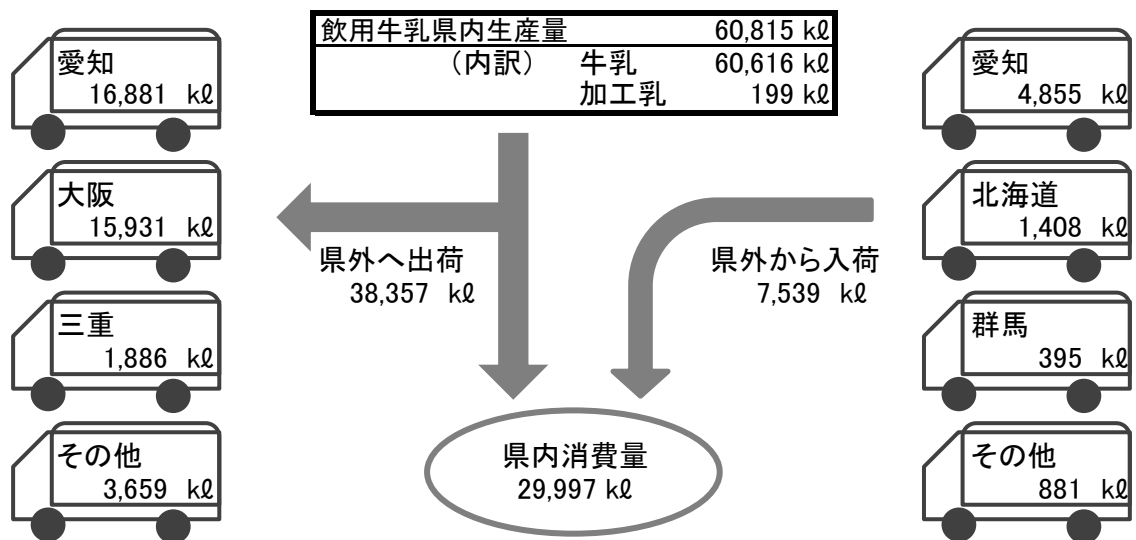 飲用牛乳県内生産量 60,815 kℓ
(内訳) 牛乳 60,616 kℓ
加工乳 199 kℓ
愛知
16,881 kℓ
大阪
15,931 kℓ
三重
1,886 kℓ
その他
3,659 kℓ
県外へ出荷
38,357 kℓ
県外から入荷
7,539 kℓ
県内消費量
29,997 kℓ
愛知
4,855 kℓ
北海道
1,408 kℓ
群馬
395 kℓ
その他
881 kℓ